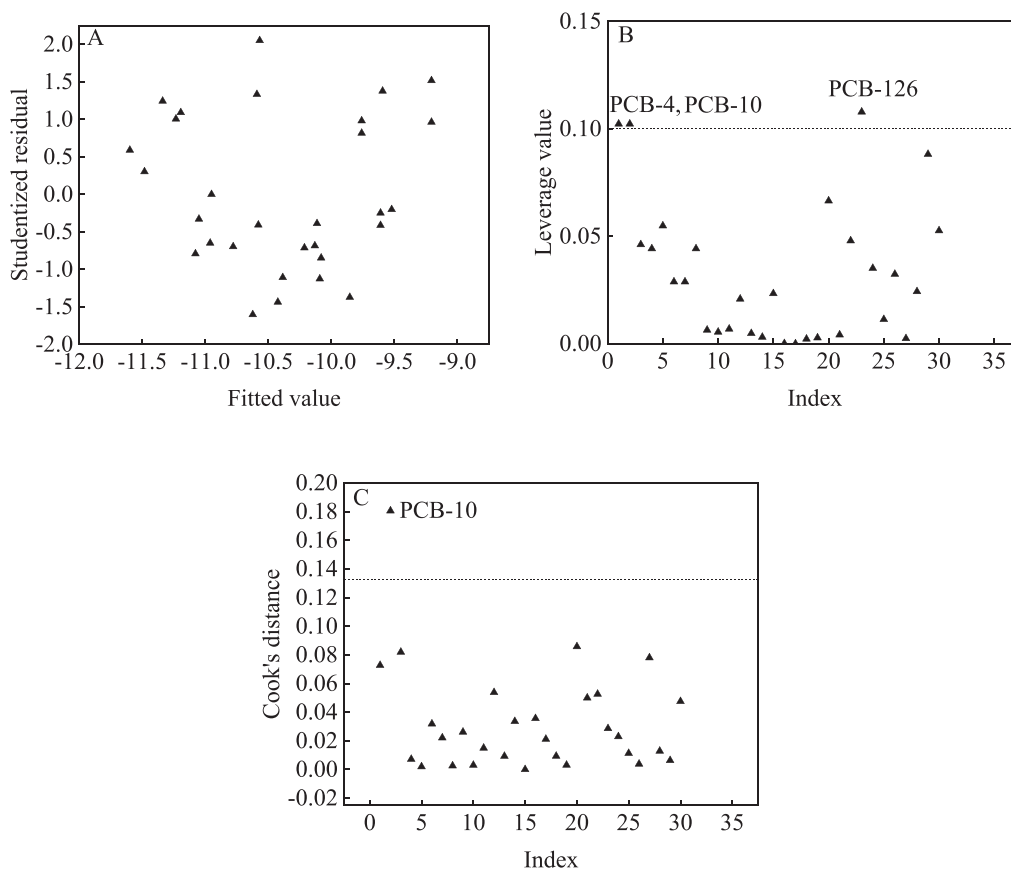 A
2.0
1.5
1.0
0.5
0.0
-0.5
-1.0
-1.5
-2.0
Studentized residual
-12.0 -11.5 -11.0 -10.5 -10.0 -9.5 -9.0
Fitted value
B
0.15
0.10
0.05
0.00
Leverage value
PCB-4, PCB-10
PCB-126
0 5 10 15 20 25 30 35
Index
C
0.20
0.18
0.16
0.14
0.12
0.10
0.08
0.06
0.04
0.02
0.00
-0.02
Cook's distance
PCB-10
0 5 10 15 20 25 30 35
Index